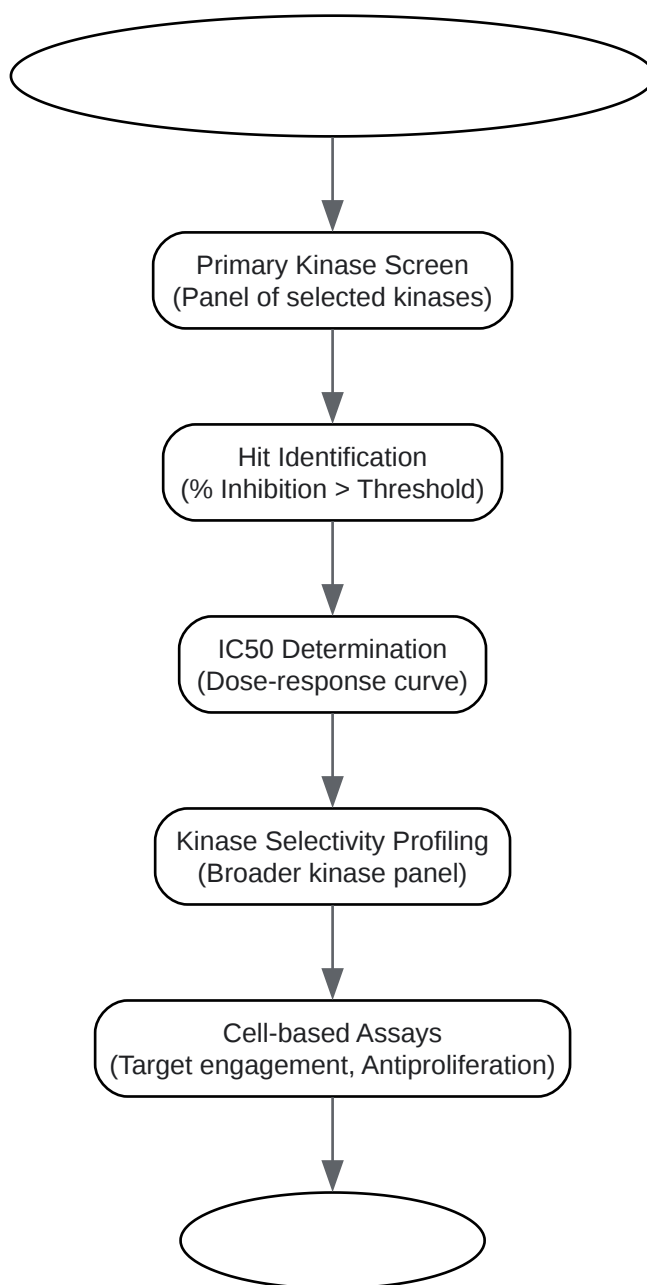 Primary Kinase Screen
(Panel of selected kinases)
Hit Identification
(% Inhibition > Threshold)
IC50 Determination
(Dose-response curve)
Kinase Selectivity Profiling
(Broader kinase panel)
Cell-based Assays
(Target engagement, Antiproliferation)